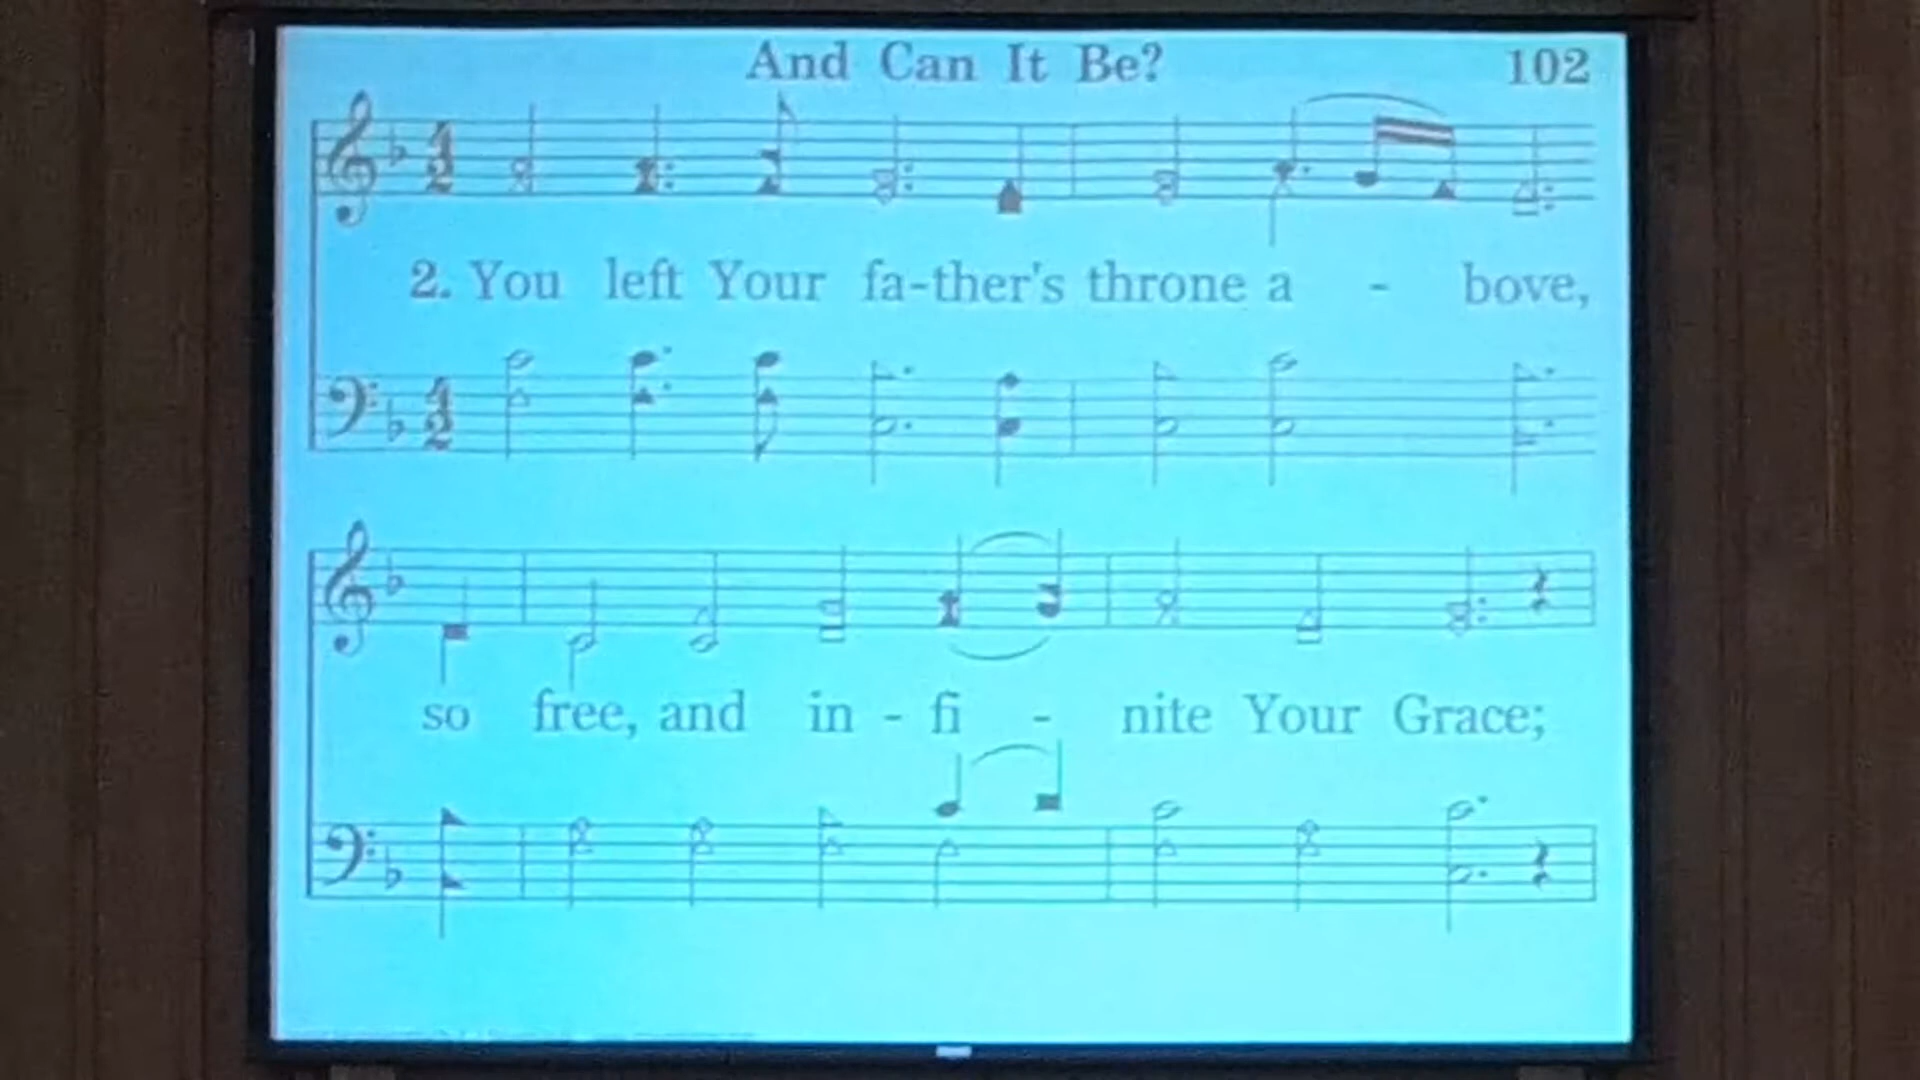 And Can It Be? 102
2. You left Your fa-ther's throne a - bove,
so free, and in - fi - nite Your Grace;